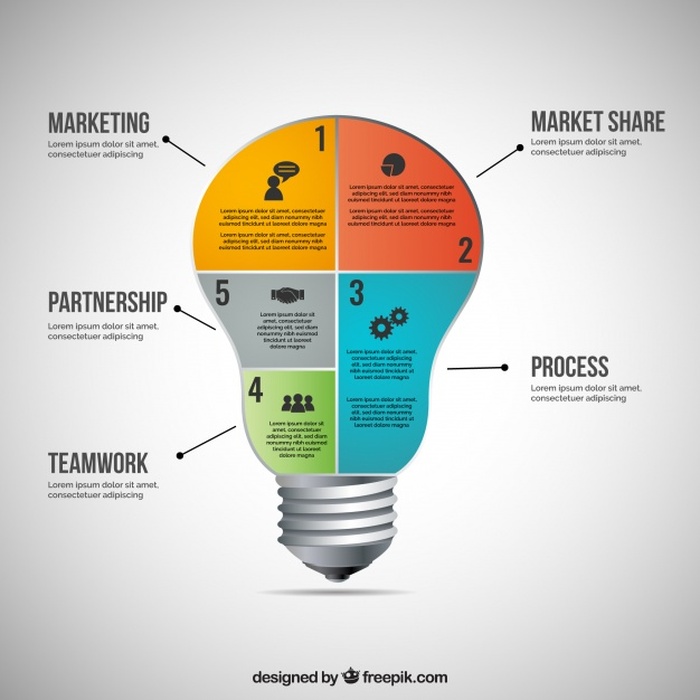 MARKETING
Lorem ipsum dolor sit amet,
consectetuer adipiscing
MARKET SHARE
Lorem ipsum dolor sit amet,
consectetuer adipiscing
1
Lorem ipsum dolor sit amet, consectetuer
adipiscing elit, sed diam nonummy nibh
euismod tincidunt ut laoreet dolore magna
Lorem ipsum dolor sit amet, consectetuer
adipiscing elit, sed diam nonummy nibh
euismod tincidunt ut laoreet dolore magna
Lorem ipsum dolor sit amet, consectetuer
adipiscing elit, sed diam nonummy nibh
euismod tincidunt ut laoreet dolore magna
Lorem ipsum dolor sit amet, consectetuer
adipiscing elit, sed diam nonummy nibh
euismod tincidunt ut laoreet dolore magna
2
PARTNERSHIP
Lorem ipsum dolor sit amet,
consectetuer adipiscing
5
Lorem ipsum dolor sit
amet, consectetuer
adipiscing elit, sed diam
nonummy nibh euismod
tincidunt ut laoreet
dolore magna
3
Lorem ipsum dolor sit amet,
consectetuer adipiscing elit,
sed diam nonummy nibh
euismod tincidunt ut laoreet
dolore magna
Lorem ipsum dolor sit amet,
consectetuer adipiscing elit,
sed diam nonummy nibh
euismod tincidunt ut laoreet
dolore magna
PROCESS
Lorem ipsum dolor sit amet,
consectetuer adipiscing
4
Lorem ipsum dolor sit
amet, consectetuer
adipiscing elit, sed diam
nonummy nibh euismod
tincidunt ut laoreet
dolore magna
TEAMWORK
Lorem ipsum dolor sit amet,
consectetuer adipiscing
designed by freepik.com